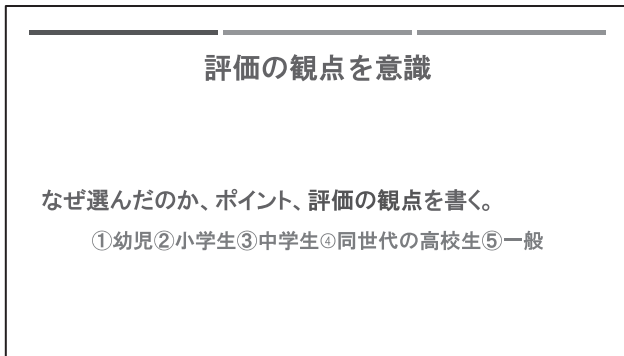 評価の観点を意識
なぜ選んだのか、ポイント、評価の観点を書く。
①幼児②小学生③中学生④同世代の高校生⑤一般